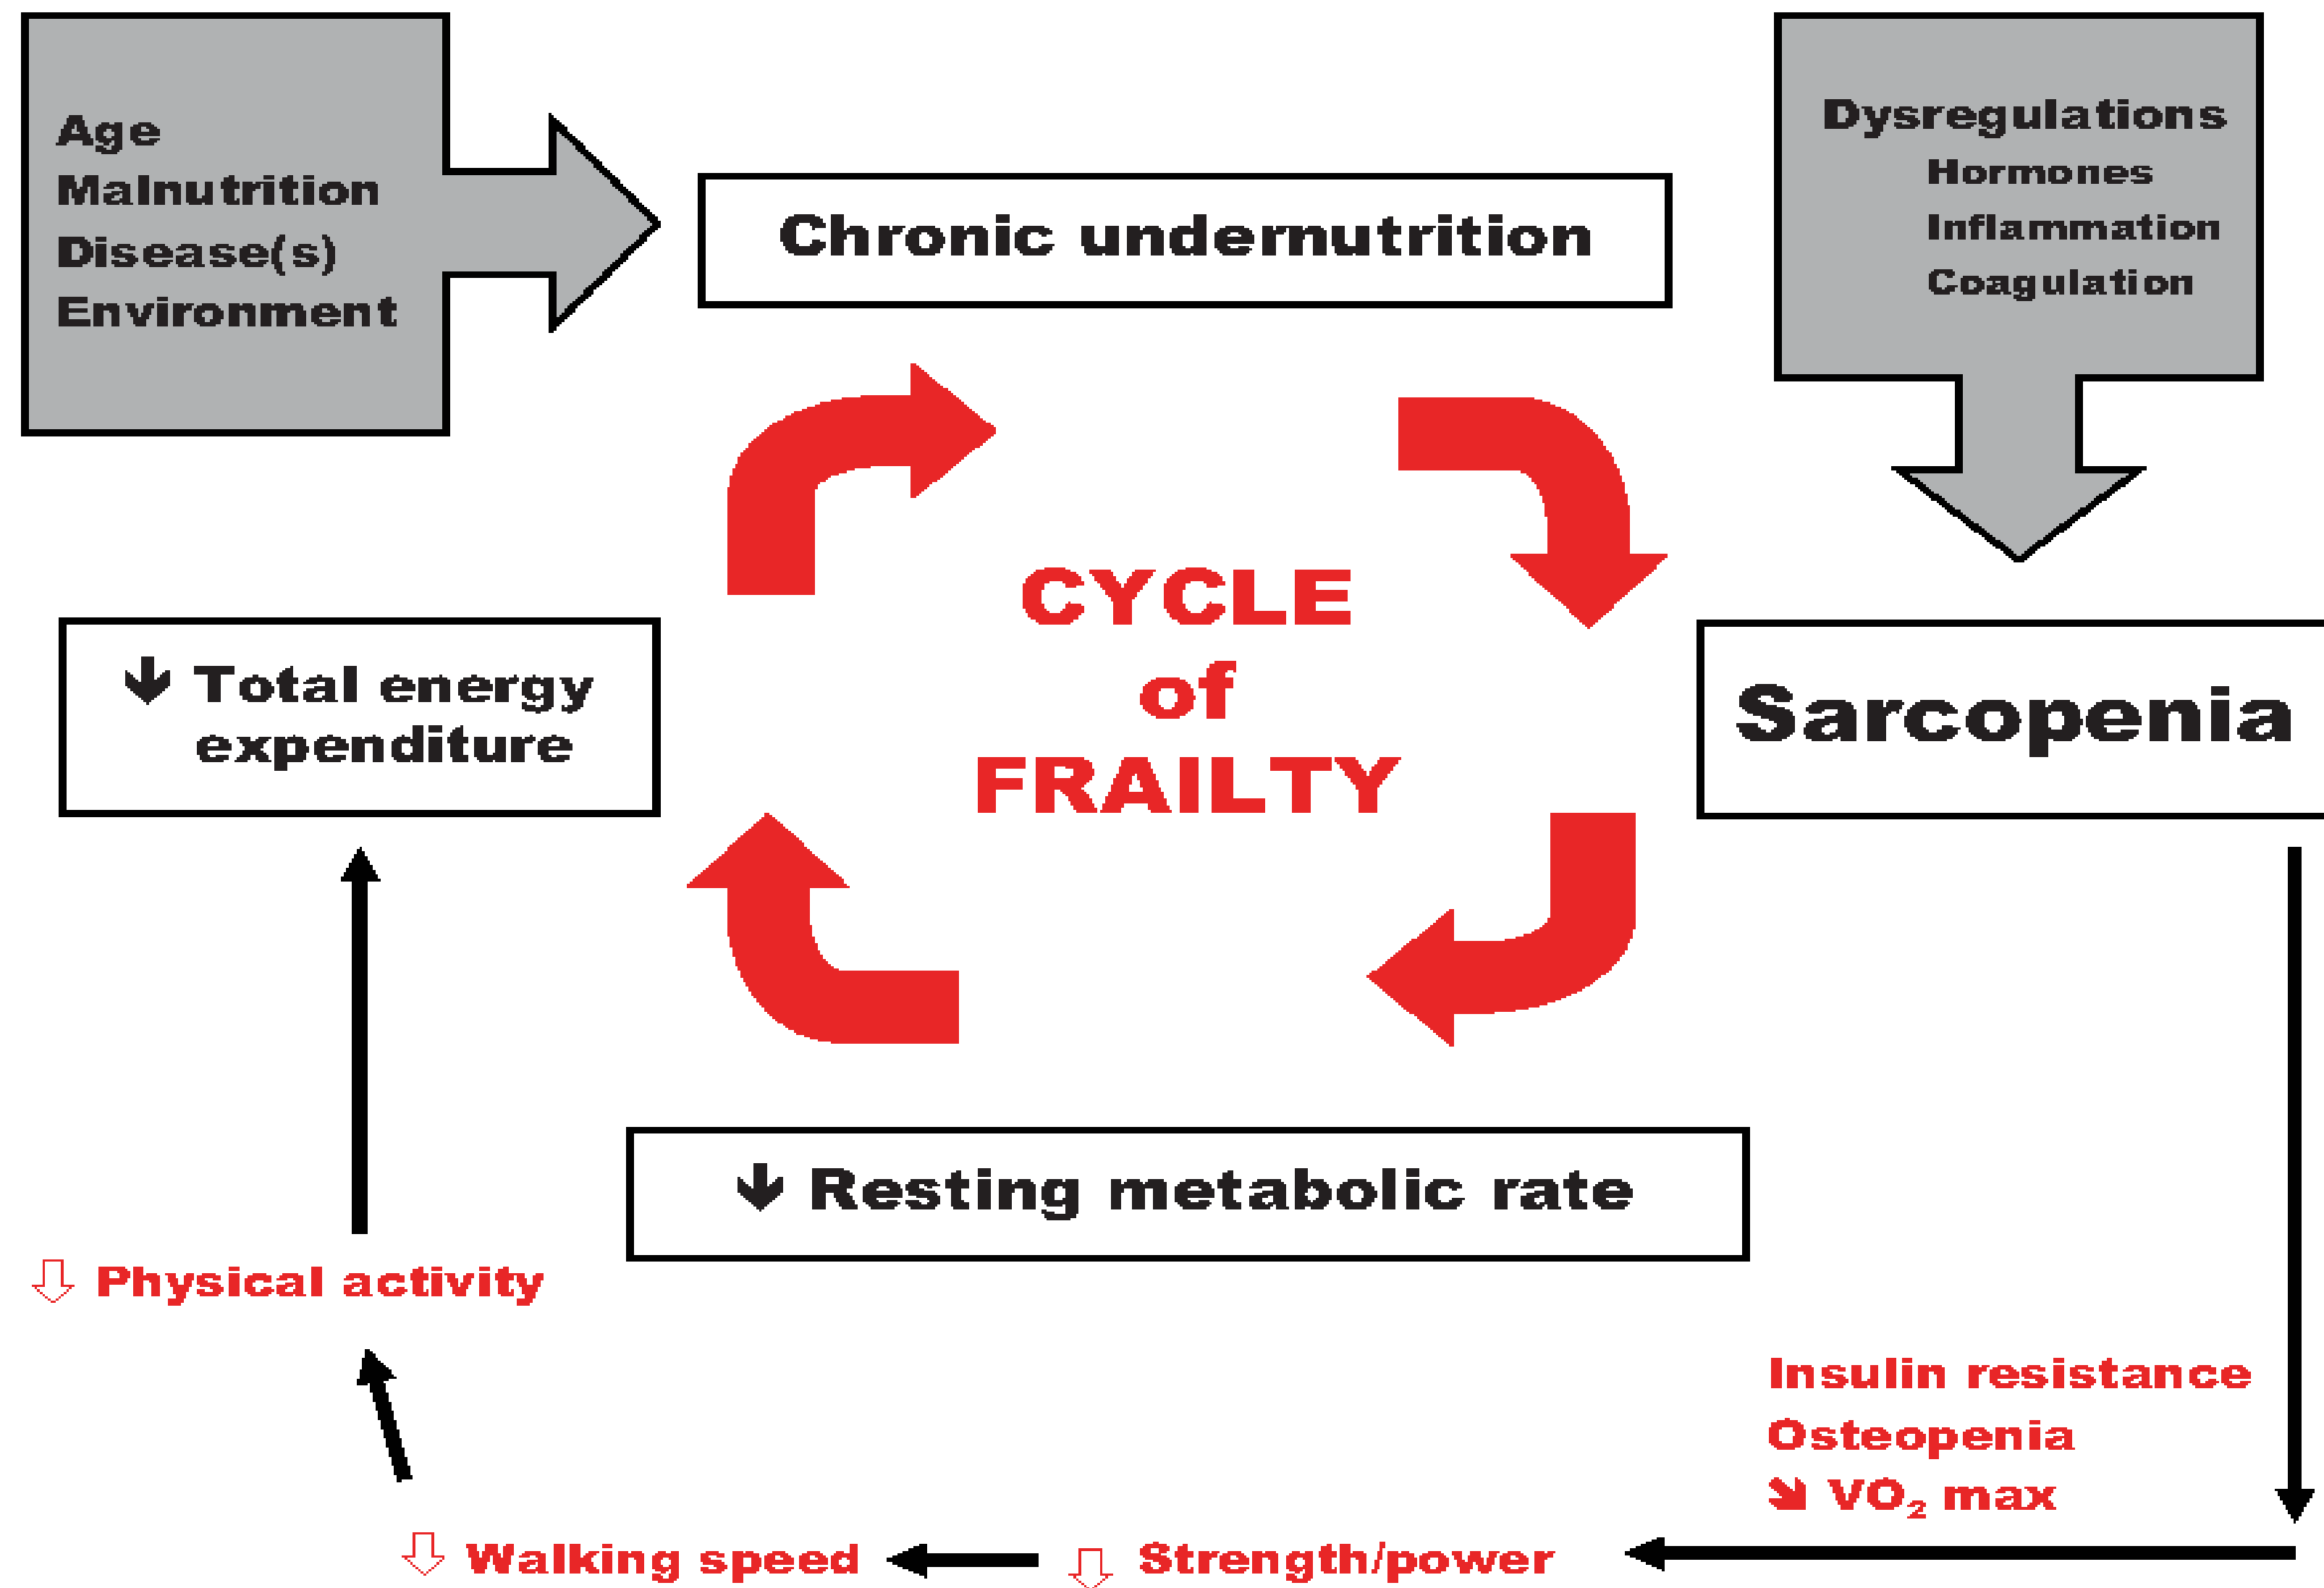 Age
Malnutrition
Disease(s)
Environment
Chronic undernutrition
Dysregulations
Hormones
Inflammation
Coagulation
CYCLE
of
FRAILTY
↓ Total energy
expenditure
Sarcopenia
↓ Resting metabolic rate
⇩ Physical activity
Insulin resistance
Osteopenia
↘ VO₂ max
⇩ Walking speed
⇩ Strength/power